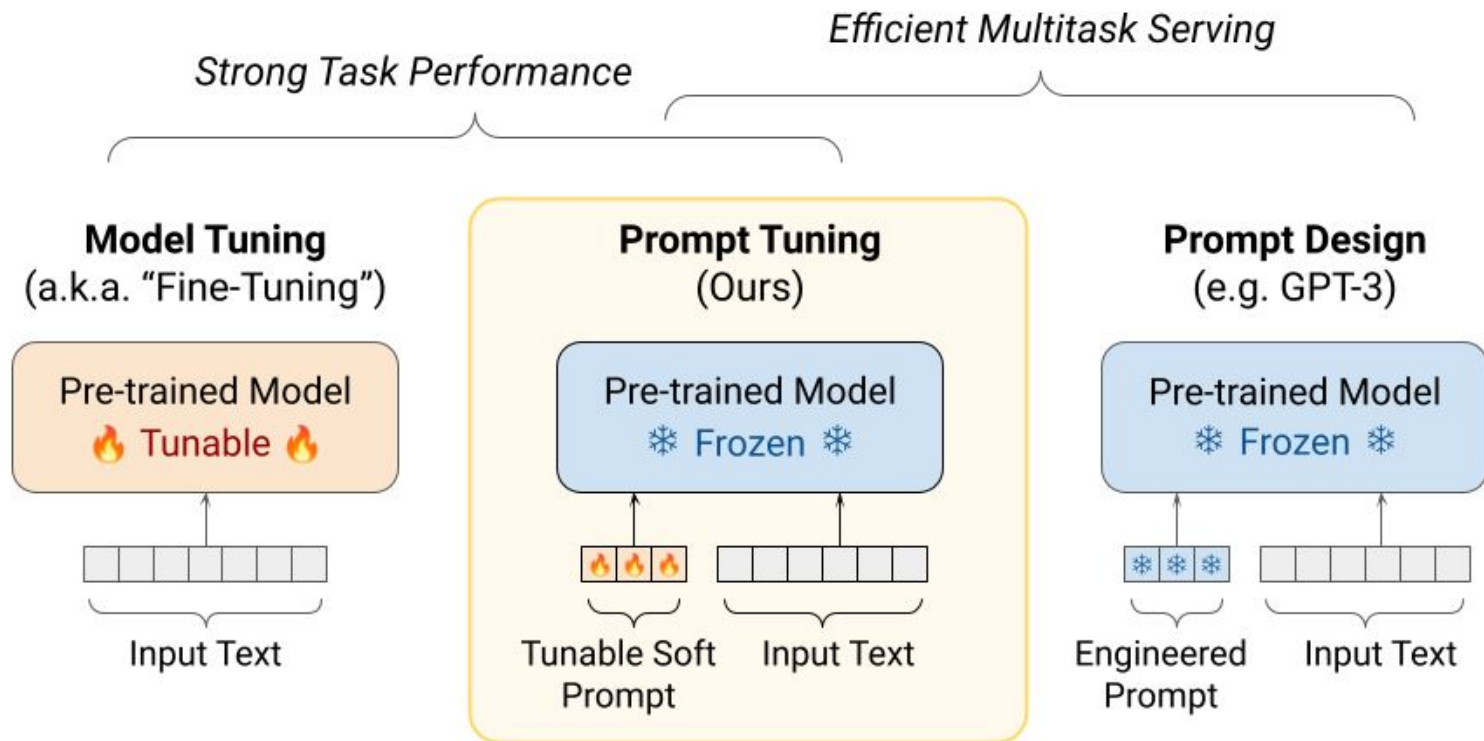 Efficient Multitask Serving
Strong Task Performance
Model Tuning
(a.k.a. “Fine-Tuning”)
Pre-trained Model
🔥 Tunable 🔥
Input Text
Prompt Tuning
(Ours)
Pre-trained Model
❄ Frozen ❄
Tunable Soft
Prompt
Input Text
Prompt Design
(e.g. GPT-3)
Pre-trained Model
❄ Frozen ❄
Engineered
Prompt
Input Text